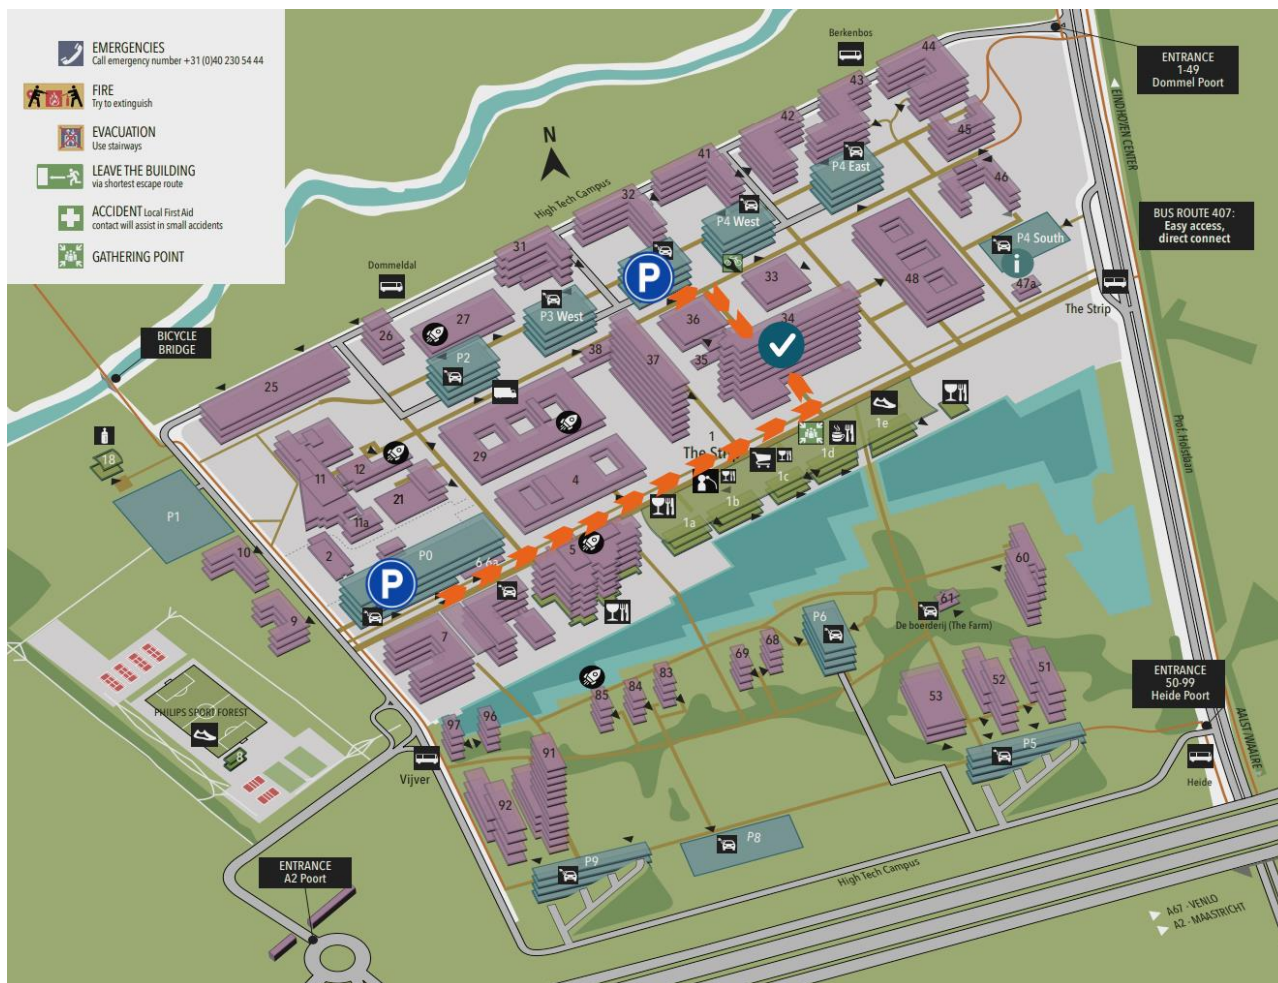 EMERGENCIES
Call emergency number +31 (0)40 230 54 44
FIRE
Try to extinguish
EVACUATION
Use stairways
LEAVE THE BUILDING
via shortest escape route
ACCIDENT Local First Aid
contact will assist in small accidents
GATHERING POINT
N
Berkenbos
ENTRANCE
1-49
Dommel Poort
EINDHOVEN CENTER
BUS ROUTE 407:
Easy access,
direct connect
High Tech Campus
Dommeldal
BICYCLE
BRIDGE
44
43
42
45
41
P4 East
46
32
P4 West
P4 South
i
31
33
48
47a
The Strip
P
27
P3 West
36
34
26
P2
38
37
35
25
1
The Strip
1e
1d
29
1c
18
12
11
4
1b
21
1a
P1
11a
P0
5
2
6
6a
P
10
60
9
7
P6
61
De boerderij (The Farm)
68
69
83
84
85
53
52
51
ENTRANCE
50-99
Heide Poort
Prof. Holstlaan
AALST/WAALRE
PHILIPS SPORT FOREST
8
97
96
91
P5
Vijver
Heide
92
P8
P9
High Tech Campus
ENTRANCE
A2 Poort
A67 - VENLO
A2 - MAASTRICHT